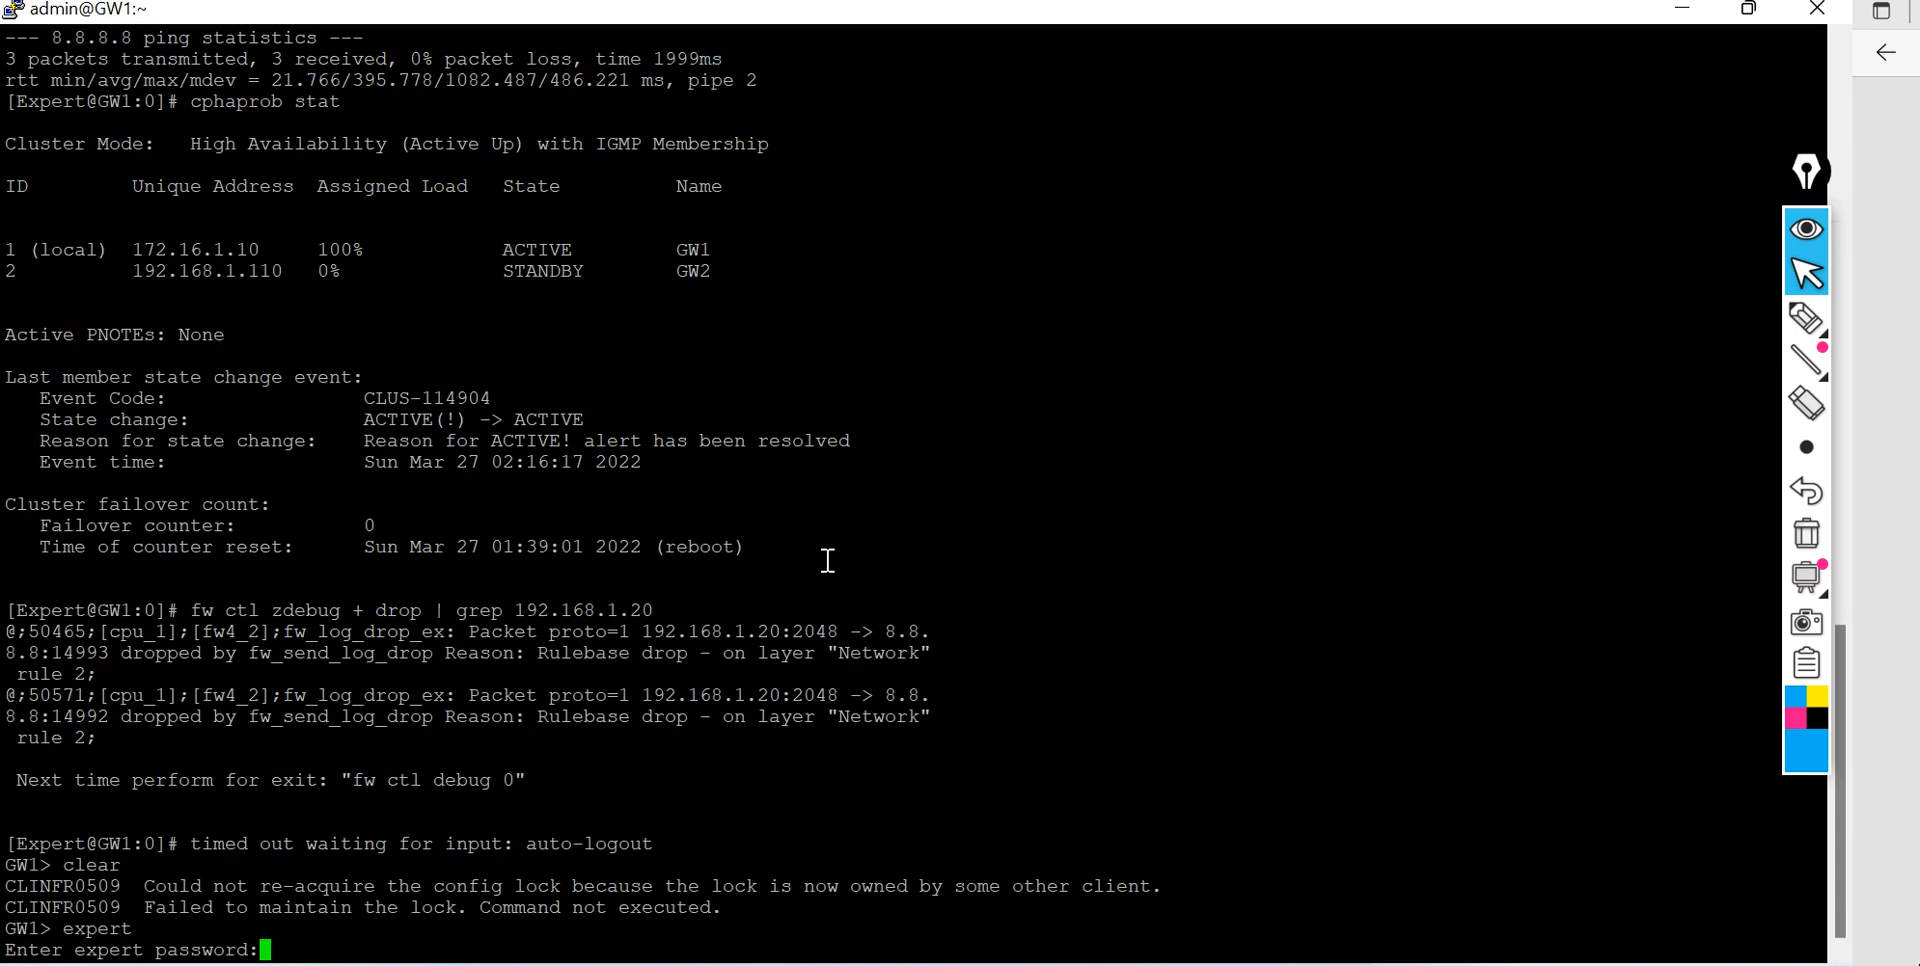 admin@GW1:~
--- 8.8.8.8 ping statistics ---
3 packets transmitted, 3 received, 0% packet loss, time 1999ms
rtt min/avg/max/mdev = 21.766/395.778/1082.487/486.221 ms, pipe 2
[Expert@GW1:0]# cphaprob stat
Cluster Mode:   High Availability (Active Up) with IGMP Membership
ID         Unique Address  Assigned Load   State          Name
1 (local)  172.16.1.10     100%            ACTIVE         GW1
2          192.168.1.110   0%              STANDBY        GW2
Active PNOTEs: None
Last member state change event:
   Event Code:                 CLUS-114904
   State change:               ACTIVE(!) -> ACTIVE
   Reason for state change:    Reason for ACTIVE! alert has been resolved
   Event time:                 Sun Mar 27 02:16:17 2022
Cluster failover count:
   Failover counter:           0
   Time of counter reset:      Sun Mar 27 01:39:01 2022 (reboot)
[Expert@GW1:0]# fw ctl zdebug + drop | grep 192.168.1.20
@;50465;[cpu_1];[fw4_2];fw_log_drop_ex: Packet proto=1 192.168.1.20:2048 -> 8.8.
8.8:14993 dropped by fw_send_log_drop Reason: Rulebase drop - on layer "Network"
 rule 2;
@;50571;[cpu_1];[fw4_2];fw_log_drop_ex: Packet proto=1 192.168.1.20:2048 -> 8.8.
8.8:14992 dropped by fw_send_log_drop Reason: Rulebase drop - on layer "Network"
 rule 2;
 Next time perform for exit: "fw ctl debug 0"
[Expert@GW1:0]# timed out waiting for input: auto-logout
GW1> clear
CLINFR0509  Could not re-acquire the config lock because the lock is now owned by some other client.
CLINFR0509  Failed to maintain the lock. Command not executed.
GW1> expert
Enter expert password: